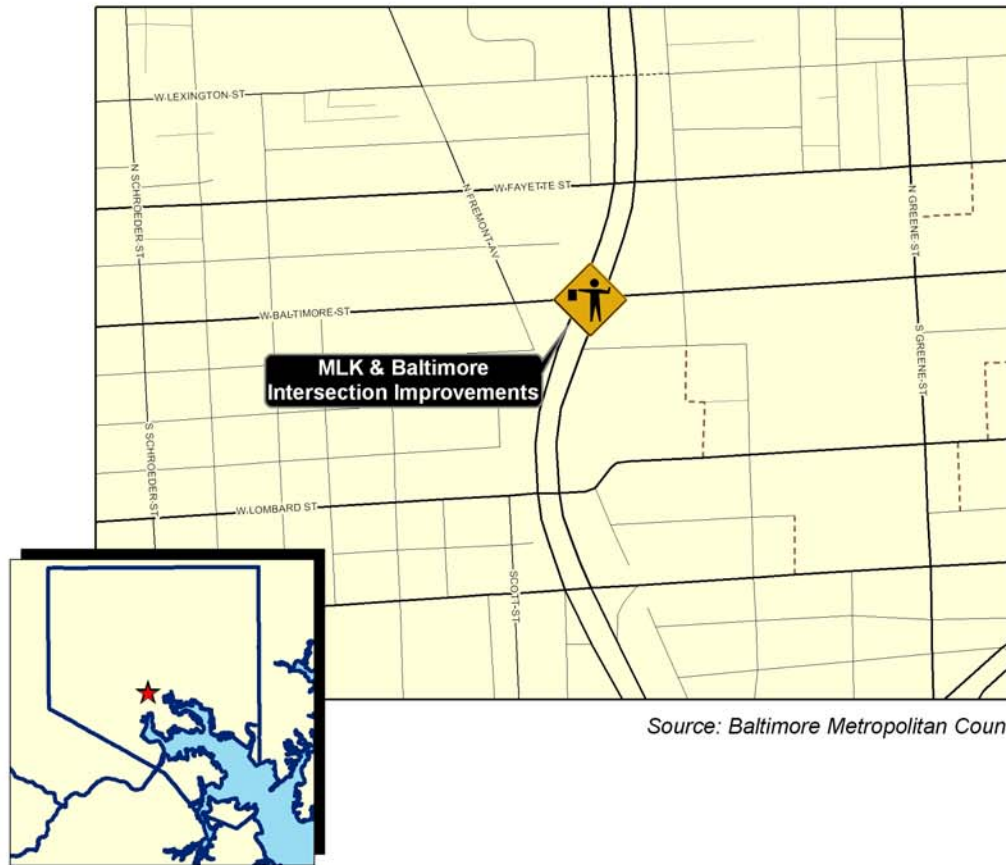 W LEXINGTON ST
N SCHROEDER ST
N FREMONT AV
W FAYETTE ST
N GREENE ST
W BALTIMORE ST
MLK & Baltimore
Intersection Improvements
S GREENE ST
S SCHROEDER ST
W LOMBARD ST
SCOTT ST
Source: Baltimore Metropolitan Coun